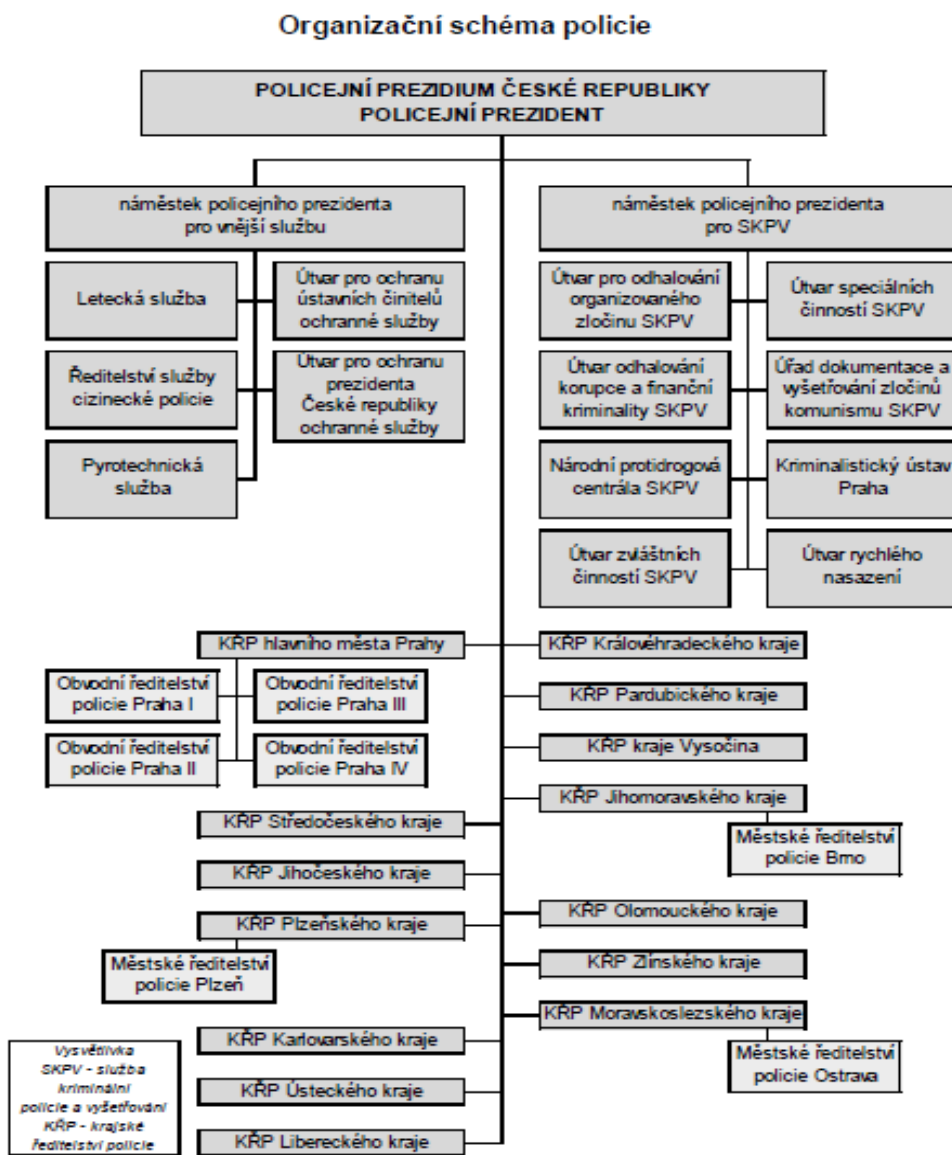 Organizační schéma policie
POLICEJNÍ PREZIDIUM ČESKÉ REPUBLIKY
POLICEJNÍ PREZIDENT
náměstek policejního prezidenta
pro vnější službu
náměstek policejního prezidenta
pro SKPV
Letecká služba
Útvar pro ochranu
ústavních činitelů
ochranné služby
Ředitelství služby
cizinecké policie
Útvar pro ochranu
prezidenta
České republiky
ochranné služby
Pyrotechnická
služba
Útvar pro odhalování
organizovaného
zločinu SKPV
Útvar speciálních
činností SKPV
Útvar odhalování
korupce a finanční
kriminality SKPV
Úřad dokumentace a
vyšetřování zločinů
komunismu SKPV
Národní protidrogová
centrála SKPV
Kriminalistický ústav
Praha
Útvar zvláštních
činností SKPV
Útvar rychlého
nasazení
KŘP hlavního města Prahy
Obvodní ředitelství
policie Praha I
Obvodní ředitelství
policie Praha III
Obvodní ředitelství
policie Praha II
Obvodní ředitelství
policie Praha IV
KŘP Středočeského kraje
KŘP Jihočeského kraje
KŘP Plzeňského kraje
Městské ředitelství
policie Plzeň
KŘP Karlovarského kraje
KŘP Ústeckého kraje
KŘP Libereckého kraje
KŘP Královéhradeckého kraje
KŘP Pardubického kraje
KŘP kraje Vysočina
KŘP Jihomoravského kraje
Městské ředitelství
policie Brno
KŘP Olomouckého kraje
KŘP Zlínského kraje
KŘP Moravskoslezského kraje
Městské ředitelství
policie Ostrava
Vysvětlivka
SKPV - služba
kriminální
policie a vyšetřování
KŘP - krajské
ředitelství policie